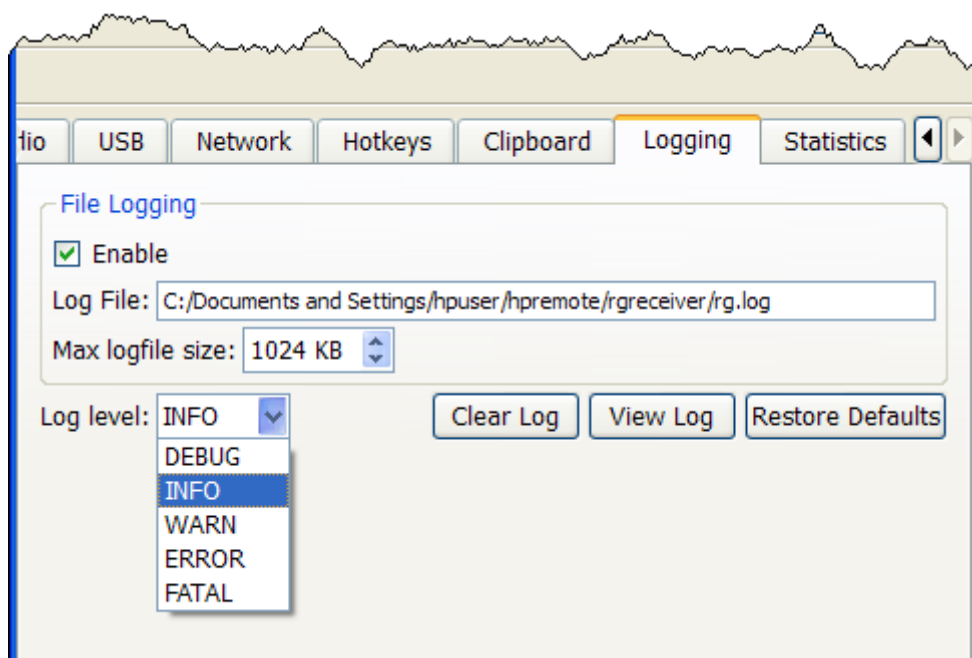 USB Network Hotkeys Clipboard Logging Statistics
File Logging
Enable
Log File: C:/Documents and Settings/hpuser/hpremote/rgreceiver/rg.log
Max logfile size: 1024 KB
Log level: INFO Clear Log View Log Restore Defaults
DEBUG
INFO
WARN
ERROR
FATAL